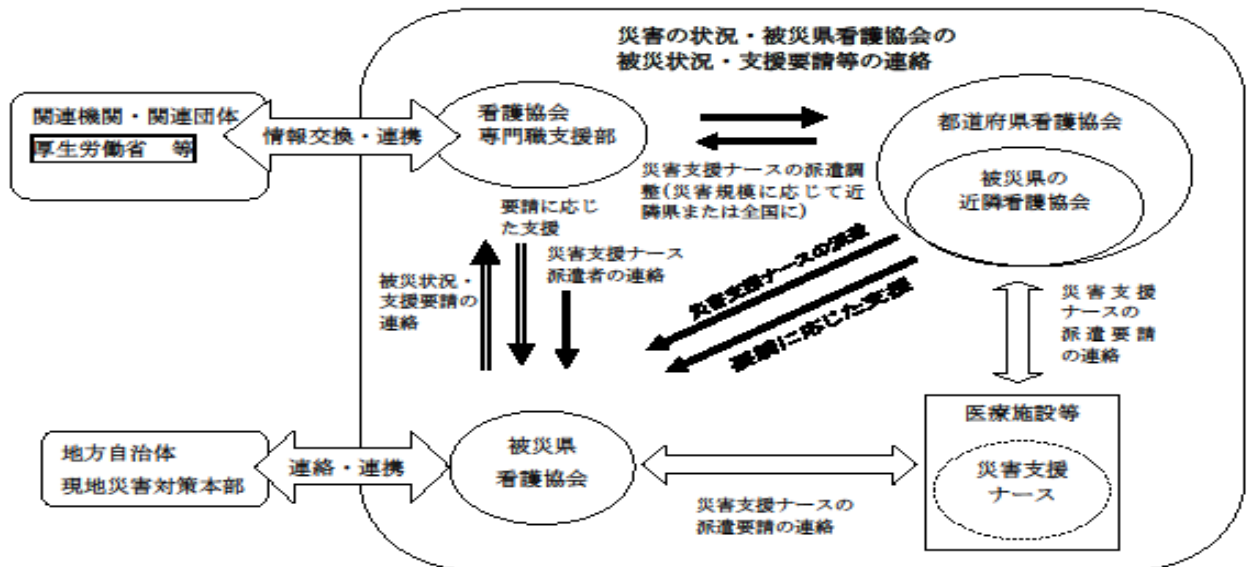 災害の状況・被災県看護協会の
被災状況・支援要請等の連絡
関連機関・関連団体
厚生労働省　等
情報交換・連携
看護協会
専門職支援部
都道府県看護協会
被災県の
近隣看護協会
災害支援ナースの派遣調
整(災害規模に応じて近
隣県または全国に)
要請に応じ
た支援
災害支援ナース
派遣者の連絡
被災状況・
支援要請の
連絡
災害支援ナースの派遣
要請に応じた支援
災害支援
ナースの
派遣要請
の連絡
地方自治体
現地災害対策本部
連絡・連携
被災県
看護協会
災害支援ナースの
派遣要請の連絡
医療施設等
災害支援
ナース